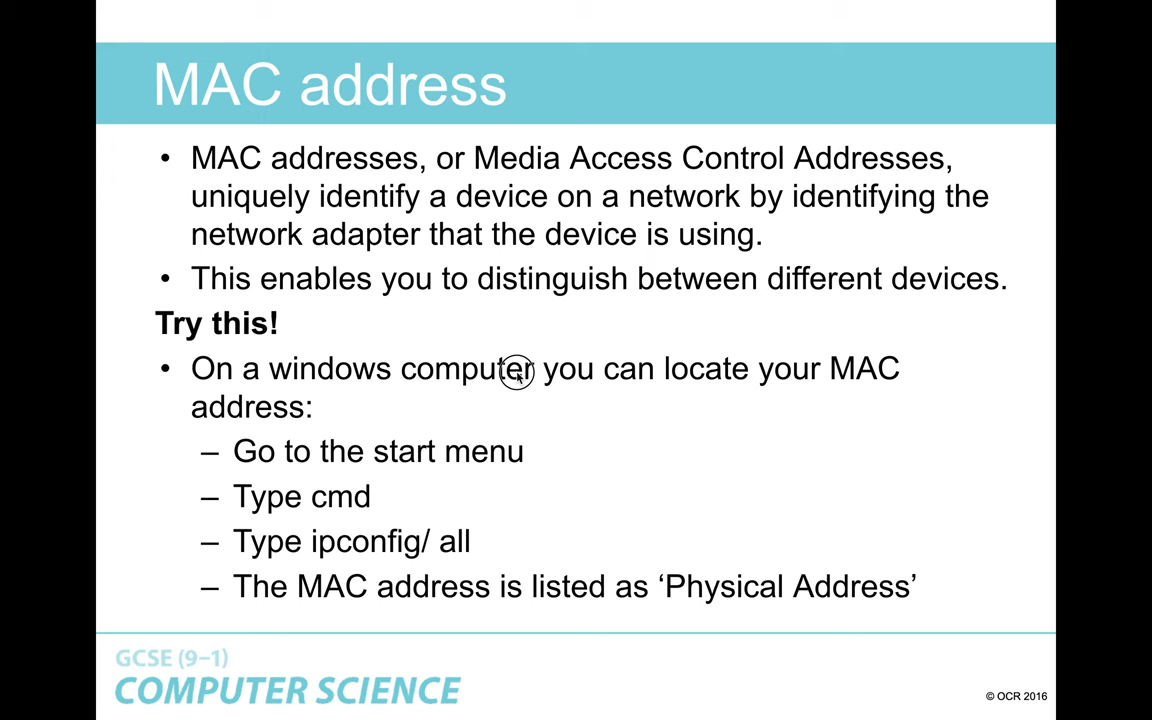 MAC address
• MAC addresses, or Media Access Control Addresses,
uniquely identify a device on a network by identifying the
network adapter that the device is using.
• This enables you to distinguish between different devices.
Try this!
• On a windows computer you can locate your MAC
address:
– Go to the start menu
– Type cmd
– Type ipconfig/ all
– The MAC address is listed as ‘Physical Address’
GCSE (9–1)
COMPUTER SCIENCE
© OCR 2016